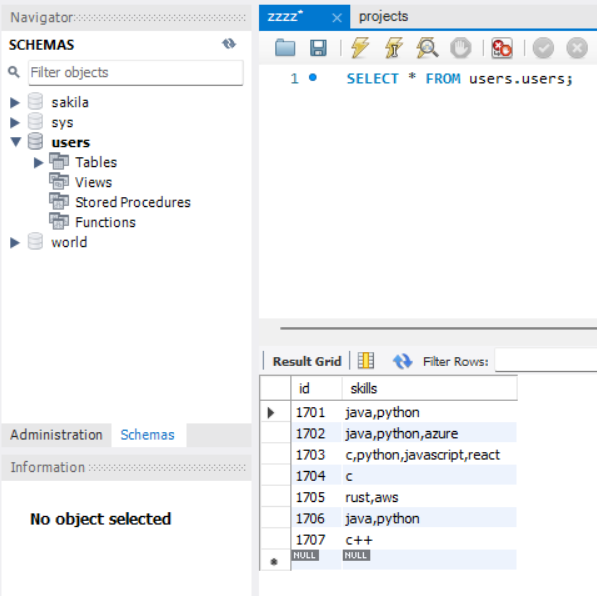 Navigator
SCHEMAS
Filter objects
sakila
sys
users
Tables
Views
Stored Procedures
Functions
world
Administration Schemas
Information
No object selected
zzzz* projects
1 SELECT * FROM users.users;
Result Grid Filter Rows:
id skills
1701 java,python
1702 java,python,azure
1703 c,python,javascript,react
1704 c
1705 rust,aws
1706 java,python
1707 c++
NULL NULL